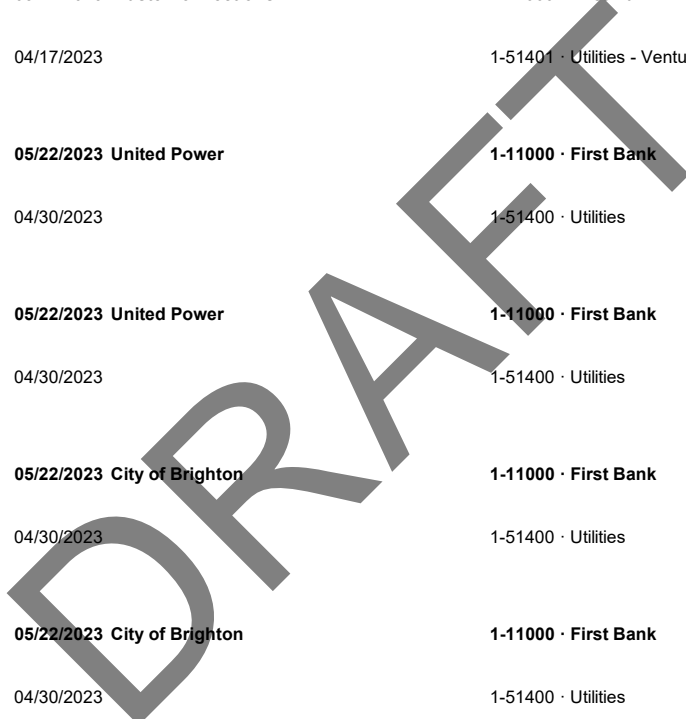 04/17/2023 1-51401 · Utilities - Ventu
05/22/2023 United Power 1-11000 · First Bank
04/30/2023 1-51400 · Utilities
05/22/2023 United Power 1-11000 · First Bank
04/30/2023 1-51400 · Utilities
05/22/2023 City of Brighton 1-11000 · First Bank
04/30/2023 1-51400 · Utilities
05/22/2023 City of Brighton 1-11000 · First Bank
04/30/2023 1-51400 · Utilities
DRAFT